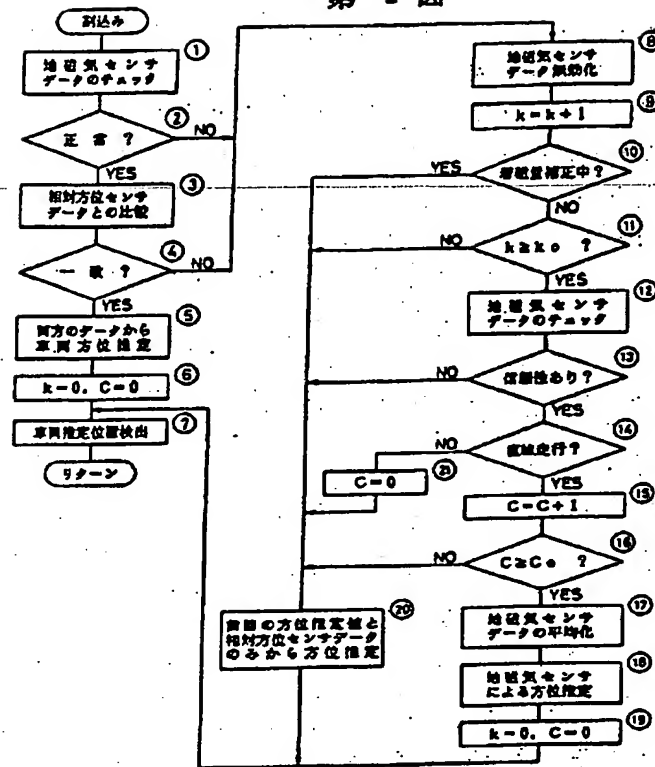 第 図
割込み
①
地磁気センサ
データのチェック
②
正常?
NO
YES
③
相対方位センサ
データとの比較
④
一致?
NO
YES
⑤
両方のデータから
車両方位推定
⑥
k=0, C=0
⑦
車両推定位置検出
リターン
⑧
地磁気センサ
データ無効化
⑨
k=k+1
⑩
YES
着磁量補正中?
NO
⑪
NO
k≧ko ?
YES
⑫
地磁気センサ
データのチェック
⑬
NO
信頼性あり?
YES
⑭
NO
直線走行?
㉑
C=0
YES
⑮
C=C+1
⑯
NO
C≧Co ?
YES
⑰
地磁気センサ
データの平均化
⑱
地磁気センサ
による方位推定
⑲
k=0, C=0
⑳
前回の方位推定値と
相対方位センサデータ
のみから方位推定